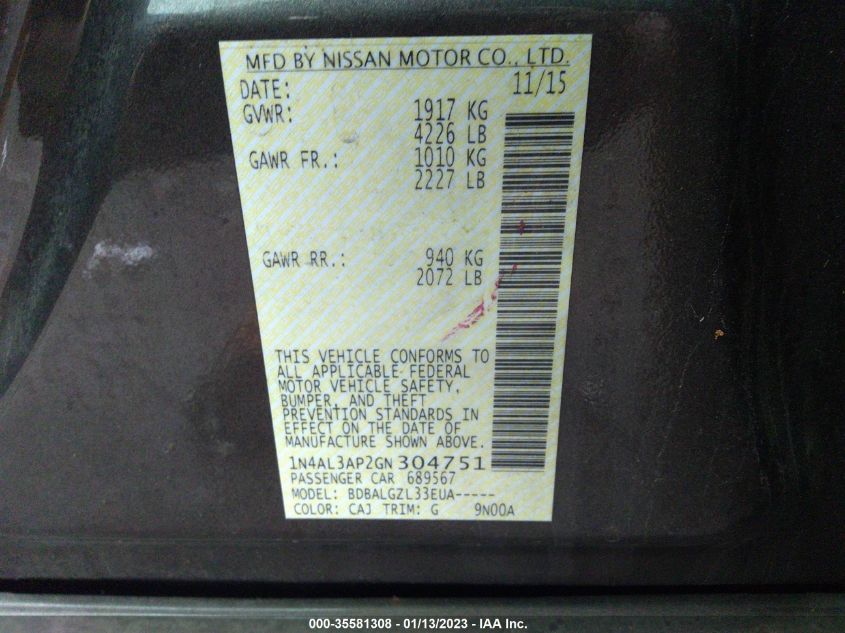 MFD BY NISSAN MOTOR CO., LTD.
DATE: 11/15
GVWR: 1917 KG
4226 LB
GAWR FR.: 1010 KG
2227 LB
GAWR RR.: 940 KG
2072 LB
THIS VEHICLE CONFORMS TO
ALL APPLICABLE FEDERAL
MOTOR VEHICLE SAFETY,
BUMPER, AND THEFT
PREVENTION STANDARDS IN
EFFECT ON THE DATE OF
MANUFACTURE SHOWN ABOVE.
1N4AL3AP2GN304751
PASSENGER CAR 689567
MODEL: BDBALGZL33EUA-----
COLOR: CAJ TRIM: G 9N00A
000-35581308 - 01/13/2023 - IAA Inc.